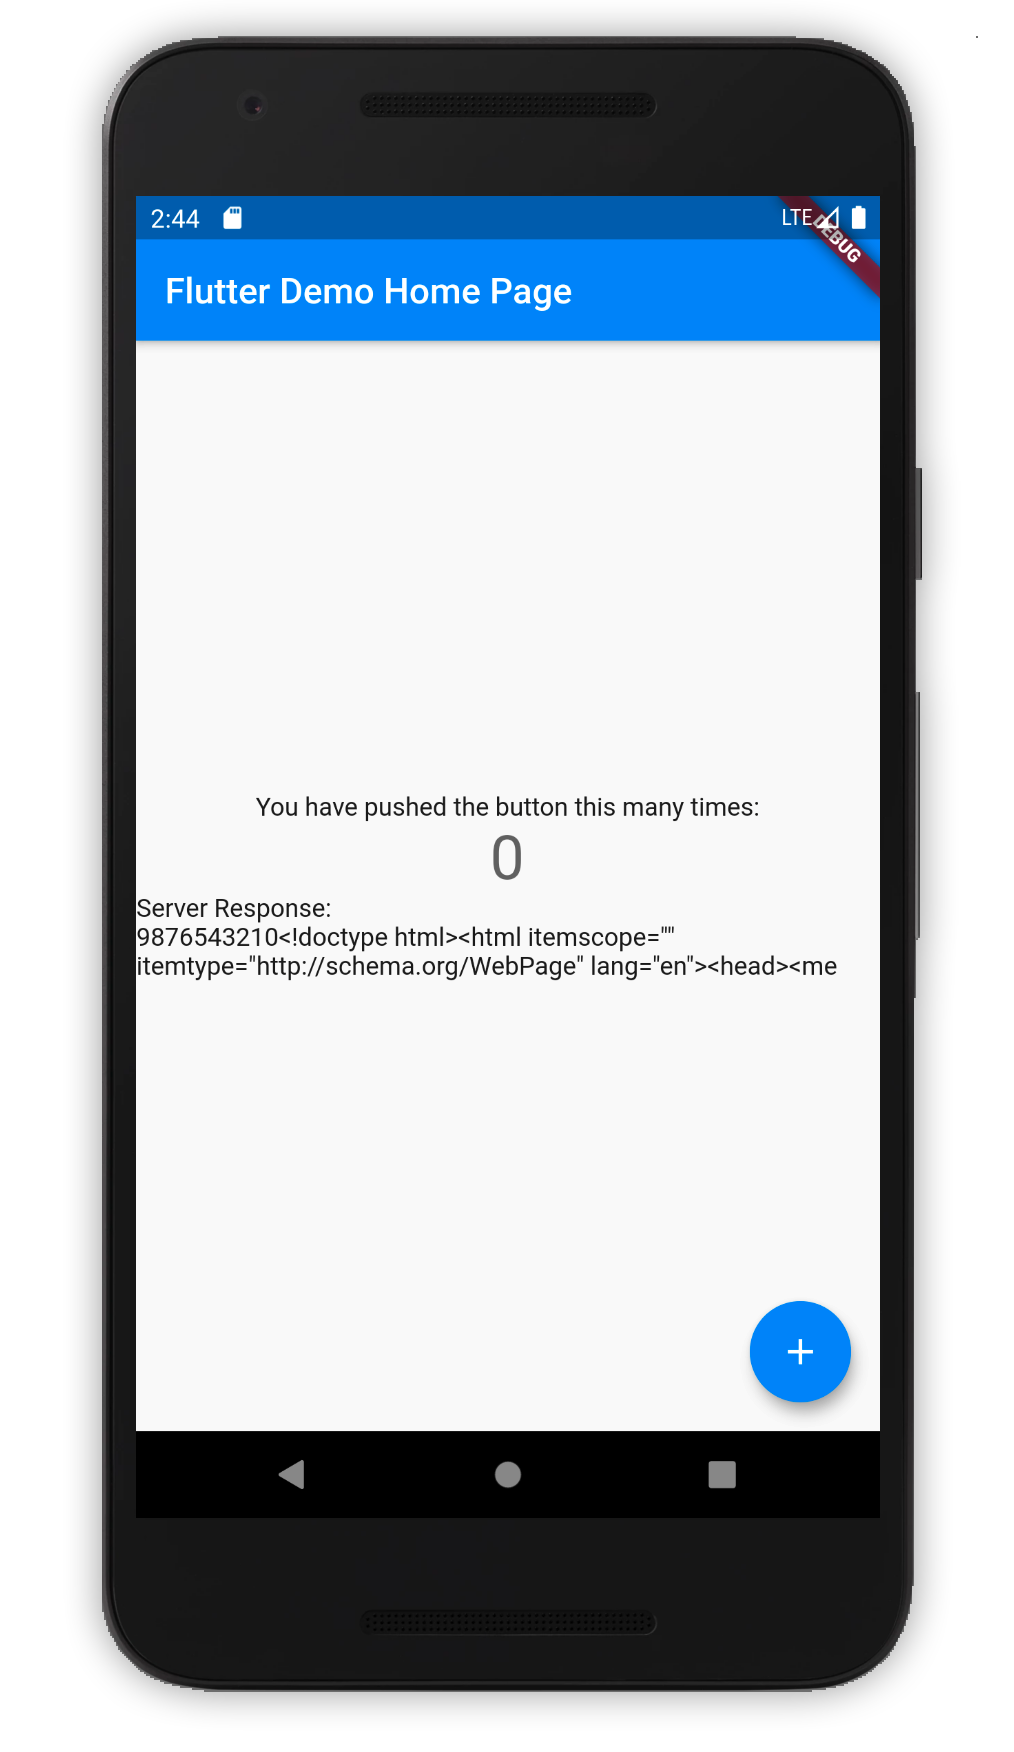 2:44 LTE
DEBUG
Flutter Demo Home Page
You have pushed the button this many times:
0
Server Response:
9876543210<!doctype html><html itemscope=""
itemtype="http://schema.org/WebPage" lang="en"><head><me